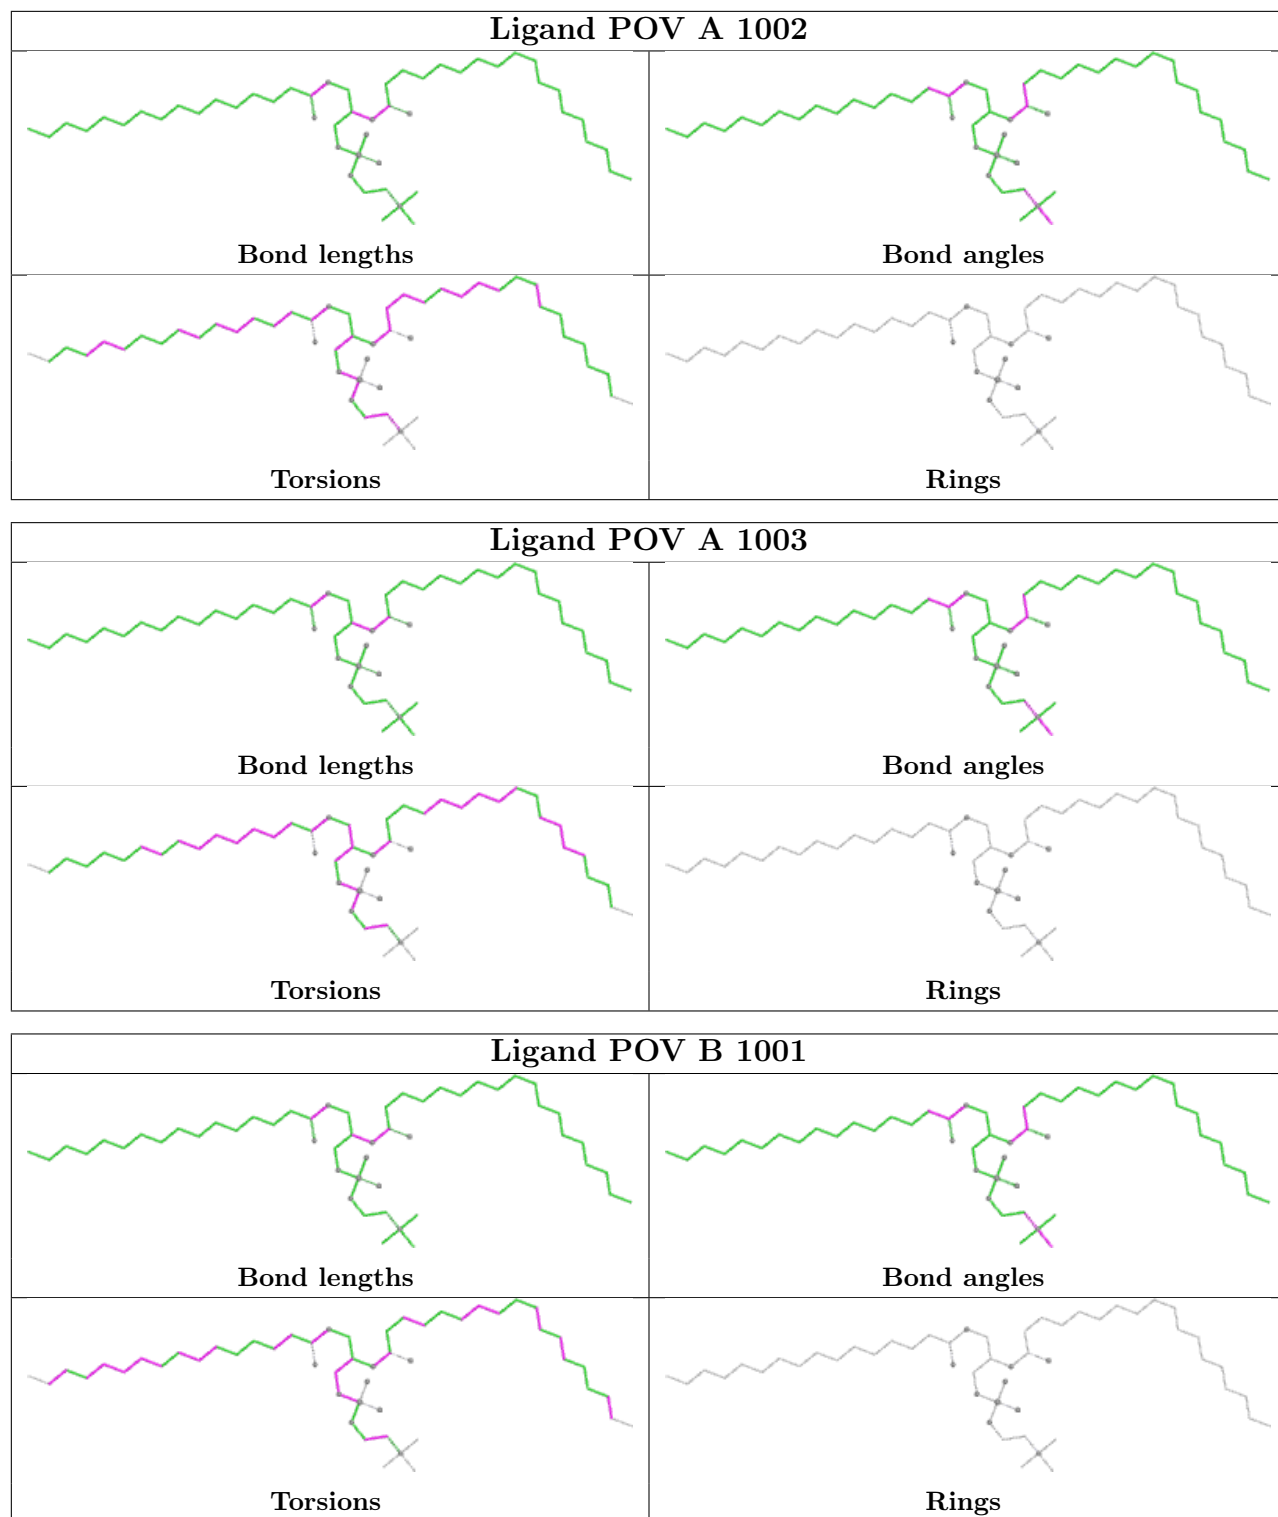 Ligand POV A 1002
Bond lengths
Bond angles
Torsions
Rings
Ligand POV A 1003
Bond lengths
Bond angles
Torsions
Rings
Ligand POV B 1001
Bond lengths
Bond angles
Torsions
Rings